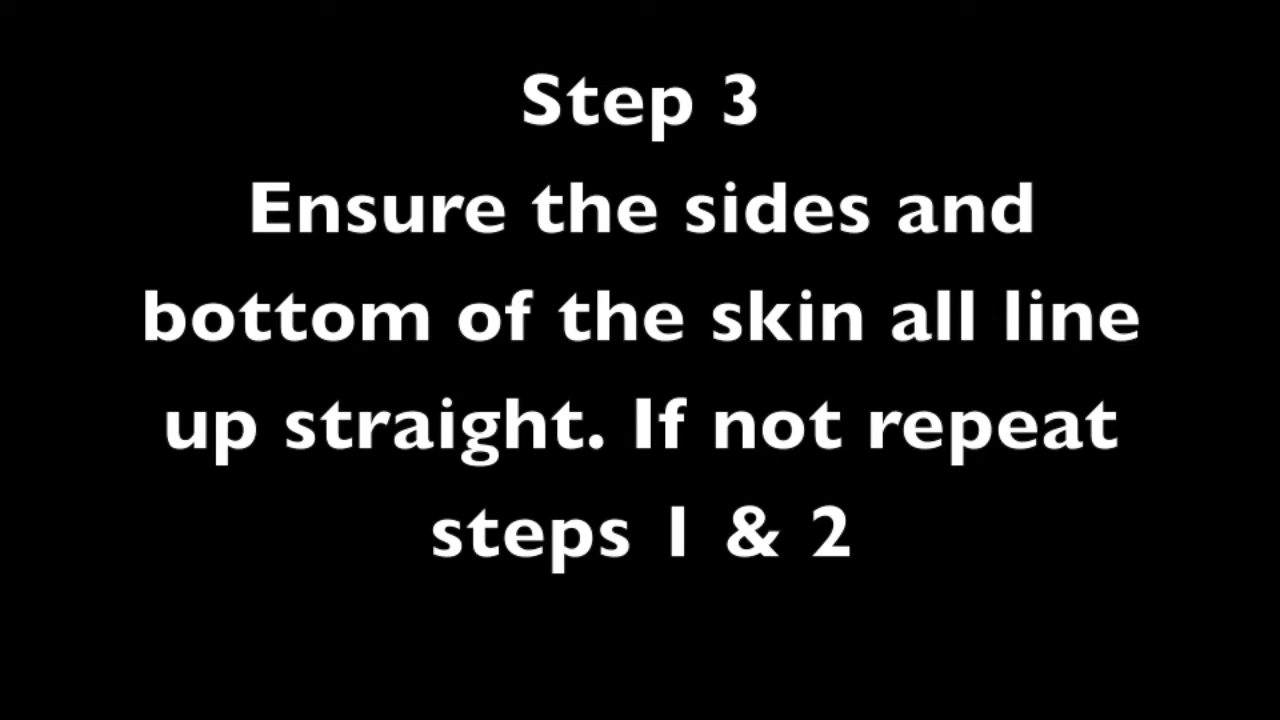 Step 3
Ensure the sides and
bottom of the skin all line
up straight. If not repeat
steps 1 & 2